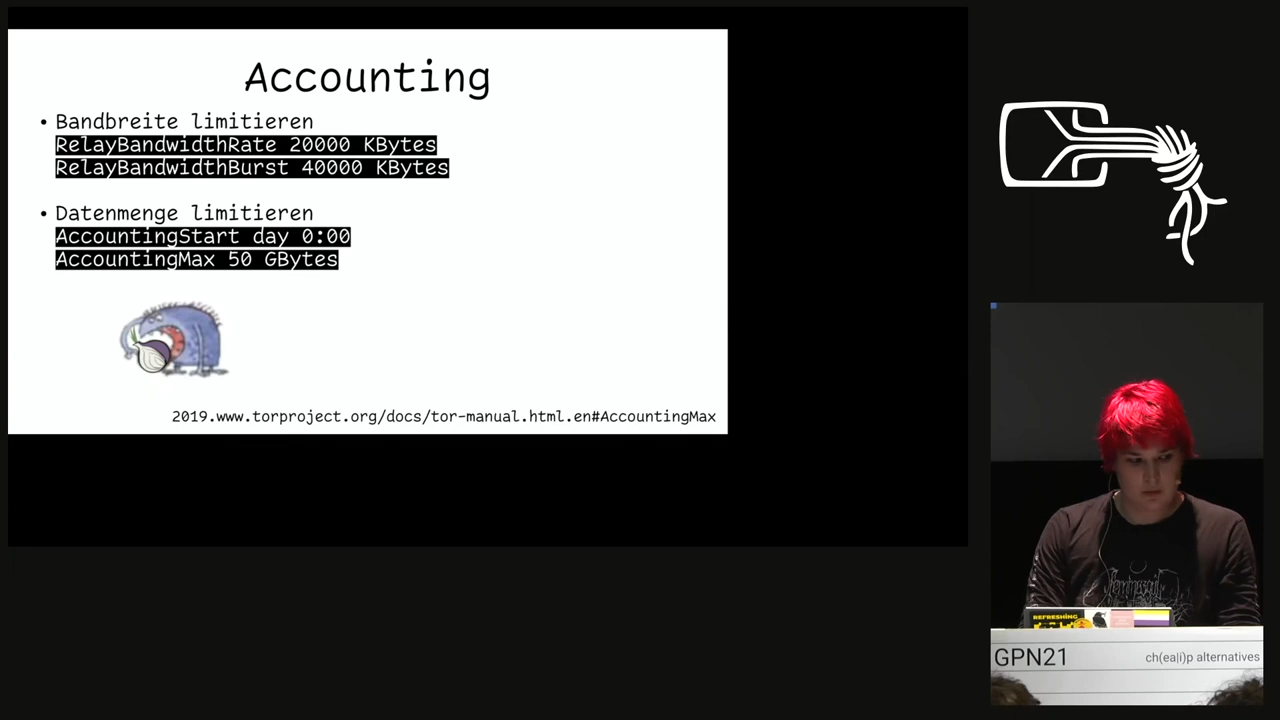 Accounting
• Bandbreite limitieren
RelayBandwidthRate 20000 KBytes
RelayBandwidthBurst 40000 KBytes
• Datenmenge limitieren
AccountingStart day 0:00
AccountingMax 50 GBytes
2019.www.torproject.org/docs/tor-manual.html.en#AccountingMax
REFRESHING
GPN21
ch(ea|i)p alternatives